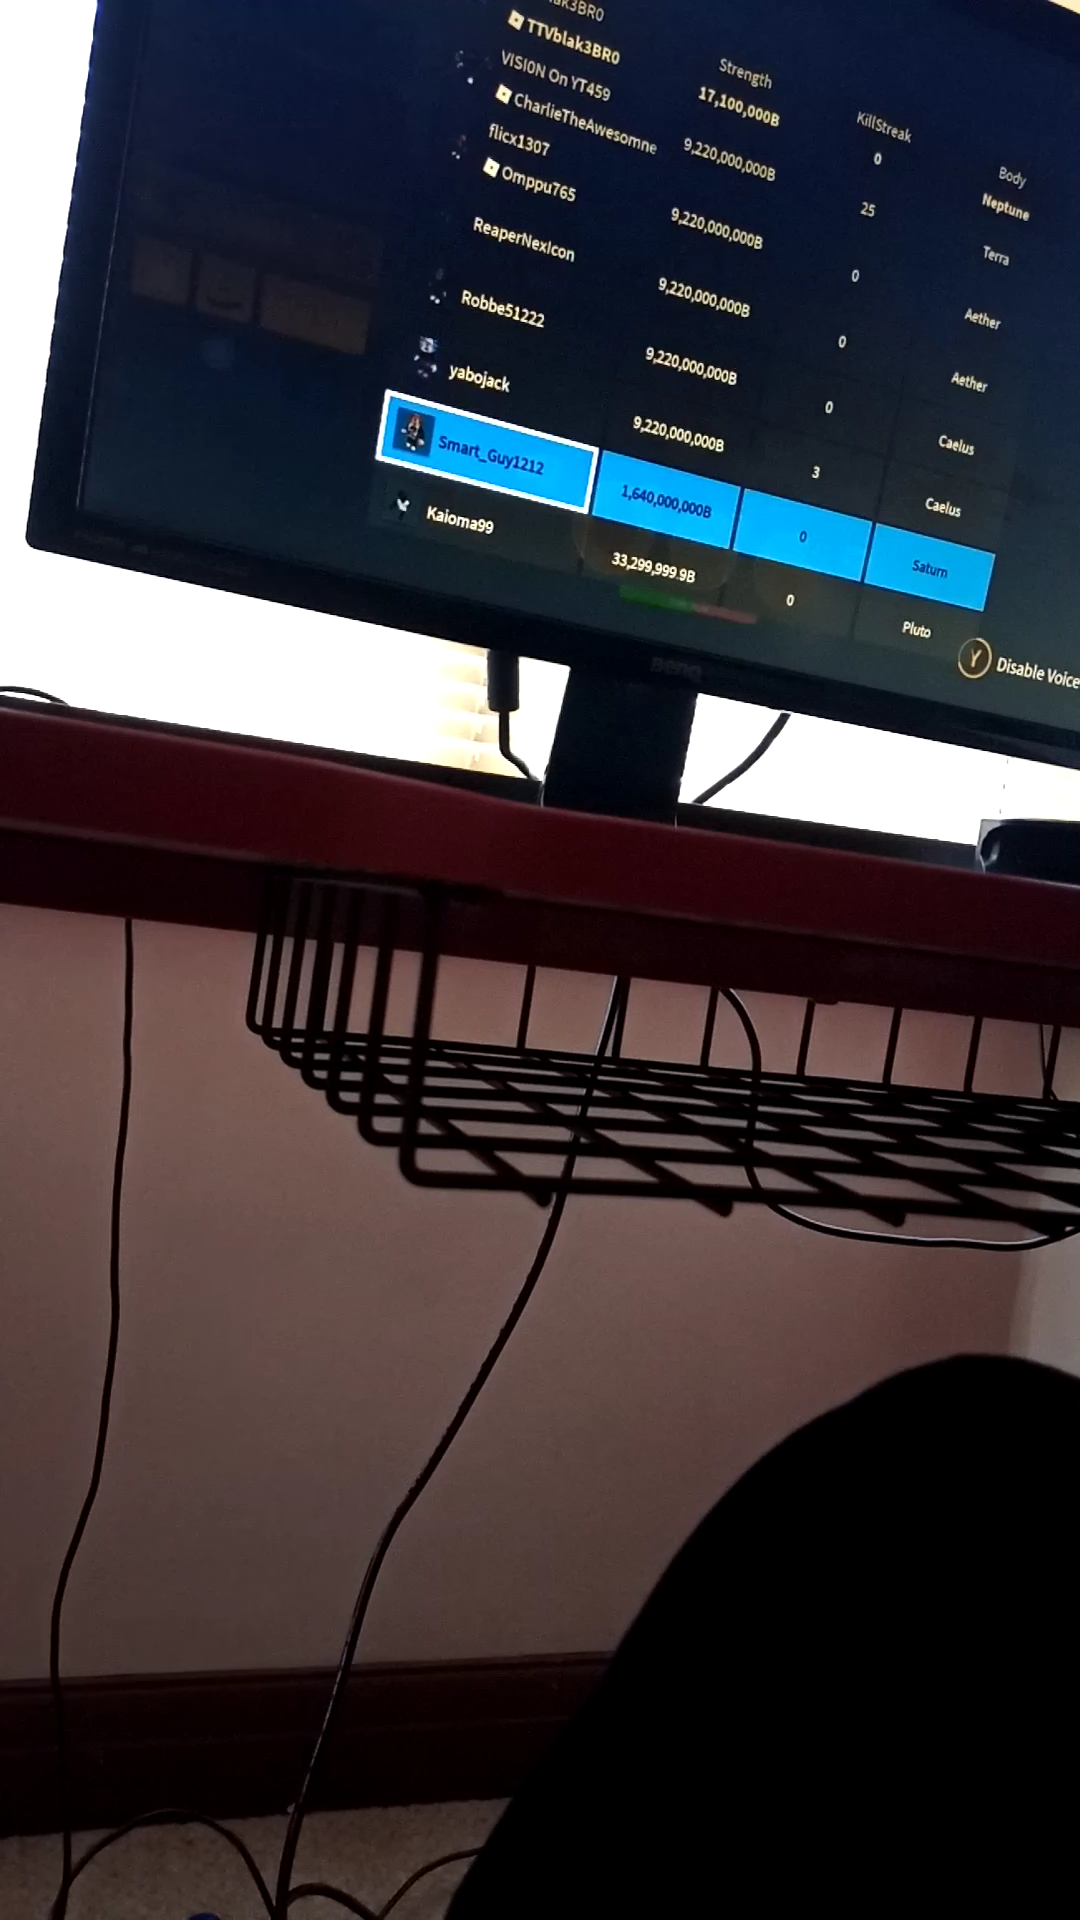 TTVblak3BR0 Strength 17,100,000B KillStreak 0 Body Neptune
VISI0N On YT459 9,220,000,000B 25 Terra
CharlieTheAwesomne 9,220,000,000B 0 Aether
flicx1307 9,220,000,000B 0 Aether
Omppu765 9,220,000,000B 0 Caelus
ReaperNexIcon 9,220,000,000B 3 Caelus
Robbe51222
yabojack
Smart_Guy1212 1,640,000,000B 0 Saturn
Kaioma99 33,299,999.9B 0 Pluto
Y Disable Voice
BenQ